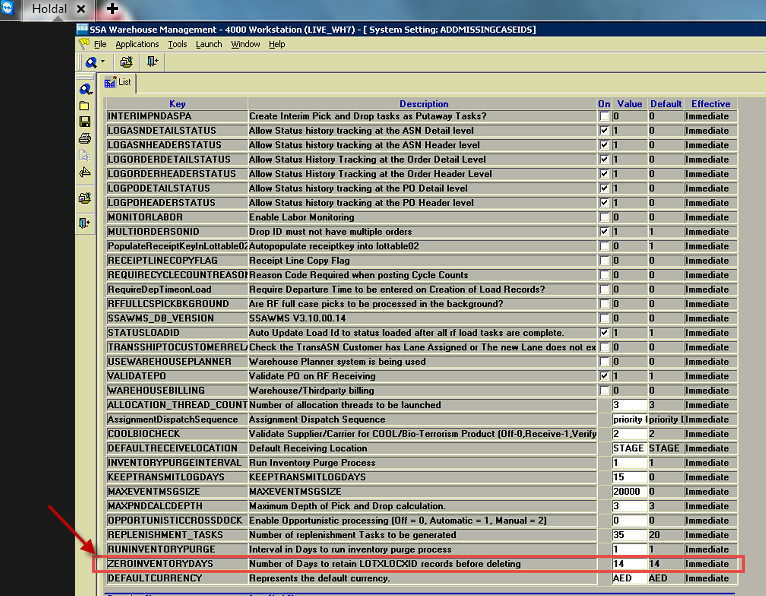 Holdal
SSA Warehouse Management - 4000 Workstation (LIVE_WH7) - [ System Setting: ADDMISSINGCASEIDS]
File Applications Tools Launch Window Help
List
Key Description On Value Default Effective
INTERIMPNDASPA Create Interim Pick and Drop tasks as Putaway Tasks? 0 0 Immediate
LOGASNDETAILSTATUS Allow Status history tracking at the ASN Detail level 1 0 Immediate
LOGASNHEADERSTATUS Allow Status history tracking at the ASN Header level 1 0 Immediate
LOGORDERDETAILSTATUS Allow Status History Tracking at the Order Detail Level 1 0 Immediate
LOGORDERHEADERSTATUS Allow Status History Tracking at the Order Header Level 1 0 Immediate
LOGPODETAILSTATUS Allow Status history tracking at the PO Detail level 1 0 Immediate
LOGPOHEADERSTATUS Allow Status history tracking at the PO Header level 1 0 Immediate
MONITORLABOR Enable Labor Monitoring 0 0 Immediate
MULTIORDERSONID Drop ID must not have multiple orders 1 1 Immediate
PopulateReceiptKeyInLottable02 Autopopulate receiptkey into lottable02 0 1 Immediate
RECEIPTLINECOPYFLAG Receipt Line Copy Flag 0 0 Immediate
REQUIRECYCLECOUNTREASON Reason Code Required when posting Cycle Counts 0 0 Immediate
RequireDepTimeonLoad Require Departure Time to be entered on Creation of Load Records? 0 0 Immediate
RFFULLCSPICKBKGROUND Are RF full case picks to be processed in the background? 0 0 Immediate
SSAWMS_DB_VERSION SSAWMS V3.10.00.14 0 0 Immediate
STATUSLOADID Auto Update Load Id to status loaded after all rf load tasks are complete. 1 1 Immediate
TRANSSHIPTOCUSTOMERREL Check the TransASN Customer has Lane Assigned or The new Lane does not ex 0 0 Immediate
USEWAREHOUSEPLANNER Warehouse Planner system is being used 0 0 Immediate
VALIDATEPO Validate PO on RF Receiving 1 1 Immediate
WAREHOUSEBILLING Warehouse/Thirdparty billing 0 0 Immediate
ALLOCATION_THREAD_COUNT Number of allocation threads to be launched 3 3 Immediate
AssignmentDispatchSequence Assignment Dispatch Sequence priority priority Immediate
COOLBIOCHECK Validate Supplier/Carrier for COOL/Bio-Terrorism Product (Off-0,Receive-1,Verify 2 2 Immediate
DEFAULTRECEIVELOCATION Default Receiving Location STAGE STAGE Immediate
INVENTORYPURGEINTERVAL Run Inventory Purge Process 1 1 Immediate
KEEPTRANSMITLOGDAYS KEEPTRANSMITLOGDAYS 15 0 Immediate
MAXEVENTMSGSIZE MAXEVENTMSGSIZE 20000 0 Immediate
MAXPNDCALCDEPTH Maximum Depth of Pick and Drop calculation. 3 3 Immediate
OPPORTUNISTICCROSSDOCK Enable Opportunistic processing (Off = 0, Automatic = 1, Manual = 2) 0 0 Immediate
REPLENISHMENT_TASKS Number of replenishment Tasks to be generated 35 20 Immediate
RUNINVENTORYPURGE Interval in Days to run inventory purge process 1 1 Immediate
ZEROINVENTORYDAYS Number of Days to retain LOTXLOCXID records before deleting 14 14 Immediate
DEFAULTCURRENCY Represents the default currency. AED AED Immediate